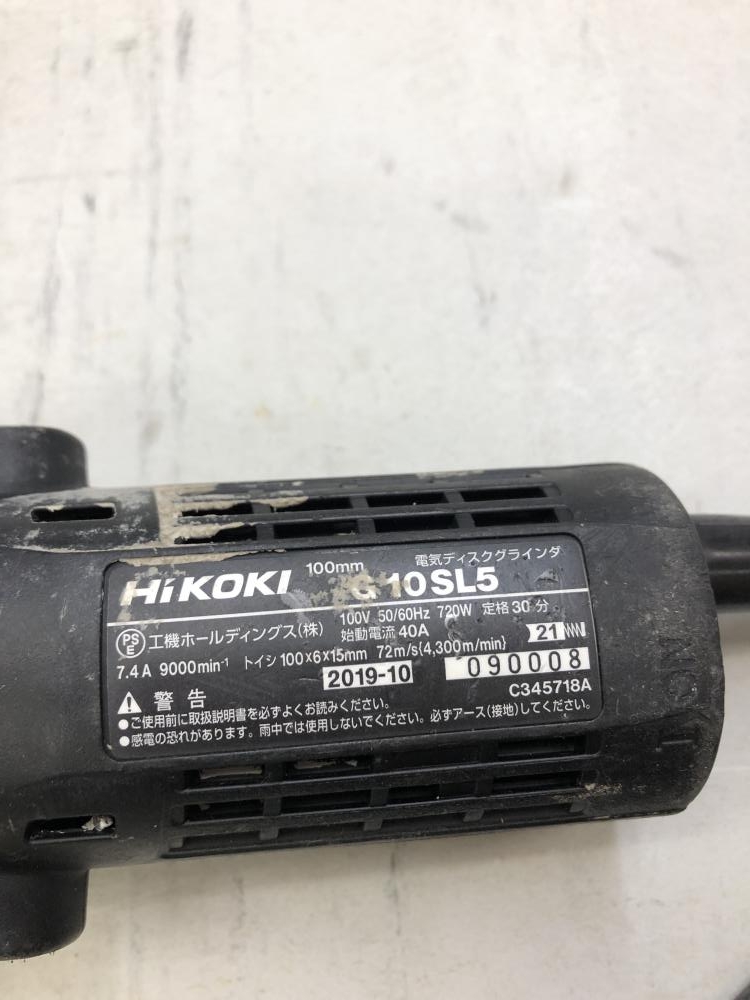 HiKOKI 100mm G10SL5 電気ディスクグラインダ
100V 50/60Hz 720W 定格30分
PSE 工機ホールディングス(株) 始動電流40A 21
7.4A 9000min⁻¹ トイシ100×6×15mm 72m/s(4,300m/min)
2019-10 090008
警告 C345718A
●ご使用前に取扱説明書を必ずよくお読みください。
●感電の恐れがあります。雨中では使用しないでください。必ずアース(接地)してください。